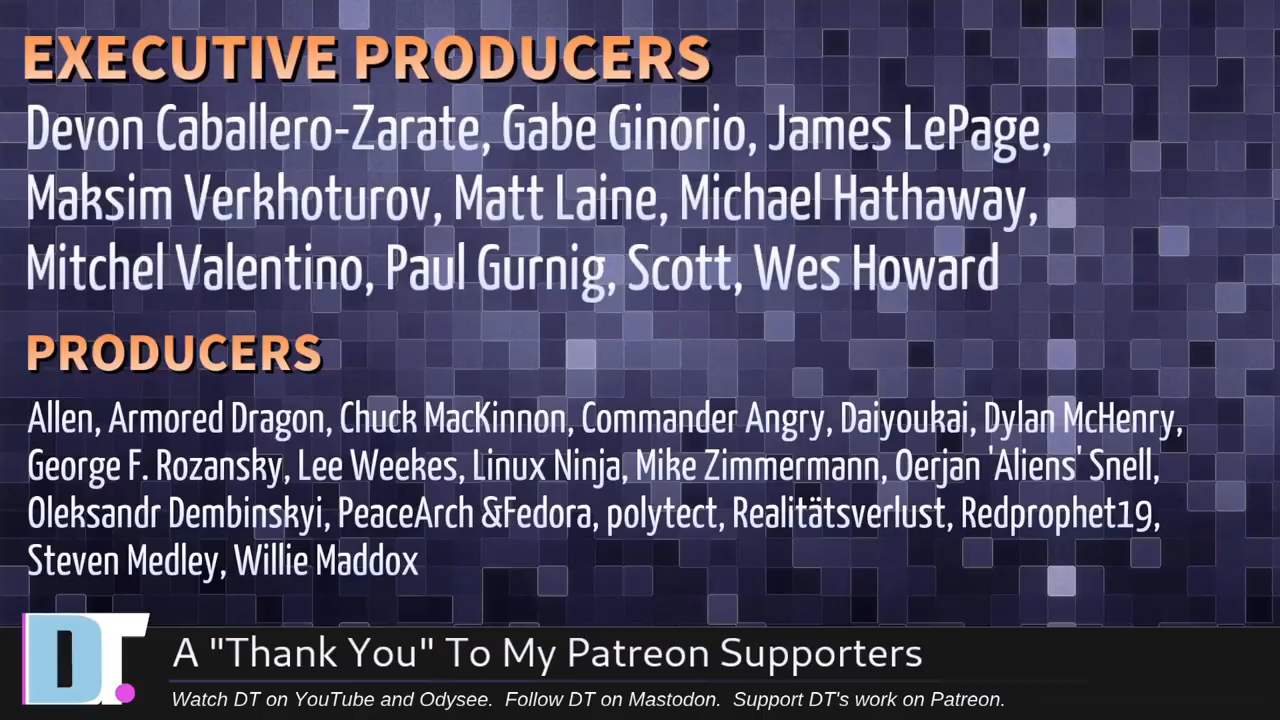 EXECUTIVE PRODUCERS
Devon Caballero-Zarate, Gabe Ginorio, James LePage,
Maksim Verkhoturov, Matt Laine, Michael Hathaway,
Mitchel Valentino, Paul Gurnig, Scott, Wes Howard
PRODUCERS
Allen, Armored Dragon, Chuck MacKinnon, Commander Angry, Daiyoukai, Dylan McHenry,
George F. Rozansky, Lee Weekes, Linux Ninja, Mike Zimmermann, Oerjan 'Aliens' Snell,
Oleksandr Dembinskyi, PeaceArch &Fedora, polytect, Realitätsverlust, Redprophet19,
Steven Medley, Willie Maddox
DT.
A "Thank You" To My Patreon Supporters
Watch DT on YouTube and Odysee. Follow DT on Mastodon. Support DT's work on Patreon.